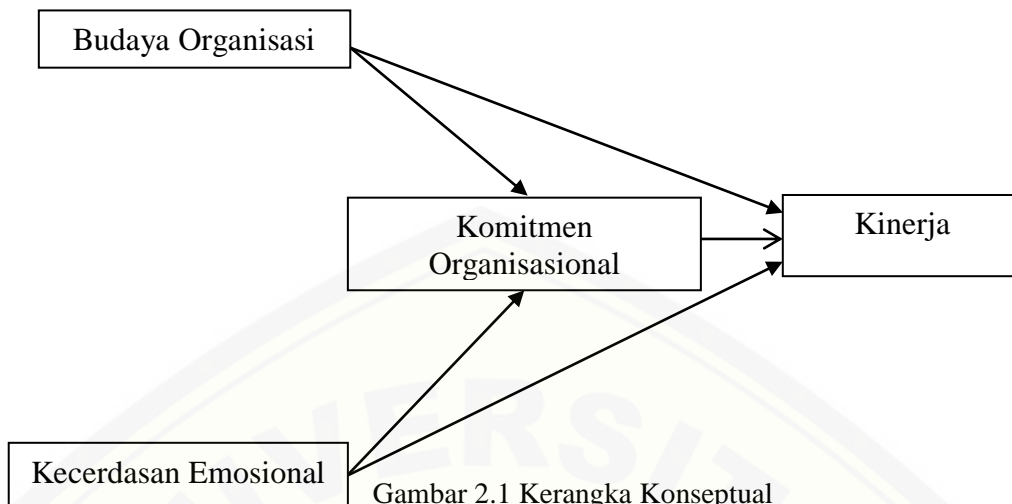 Budaya Organisasi
Komitmen
Organisasional
Kinerja
Kecerdasan Emosional
Gambar 2.1 Kerangka Konseptual